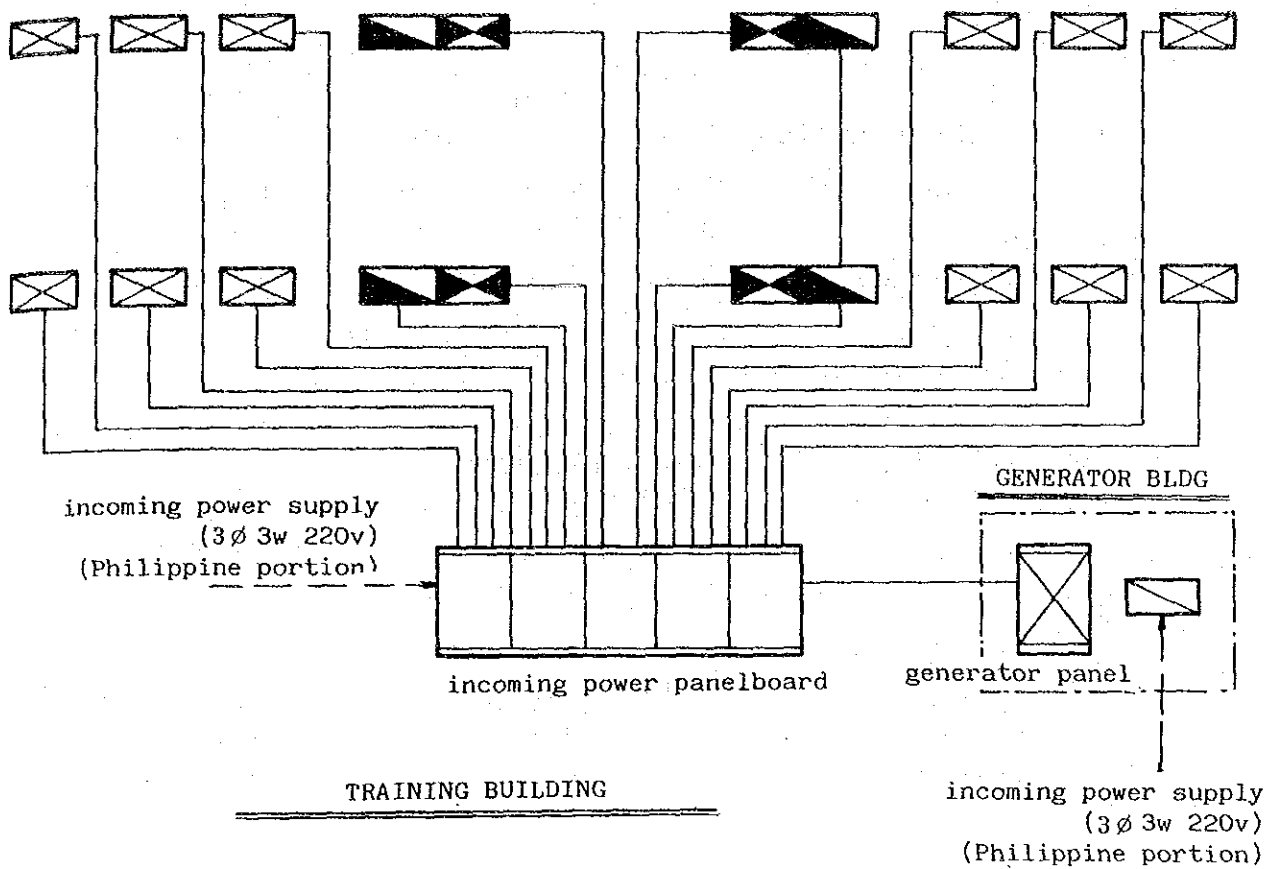 incoming power supply
(3ø 3w 220v)
(Philippine portion)
GENERATOR BLDG
incoming power panelboard
generator panel
TRAINING BUILDING
incoming power supply
(3ø 3w 220v)
(Philippine portion)